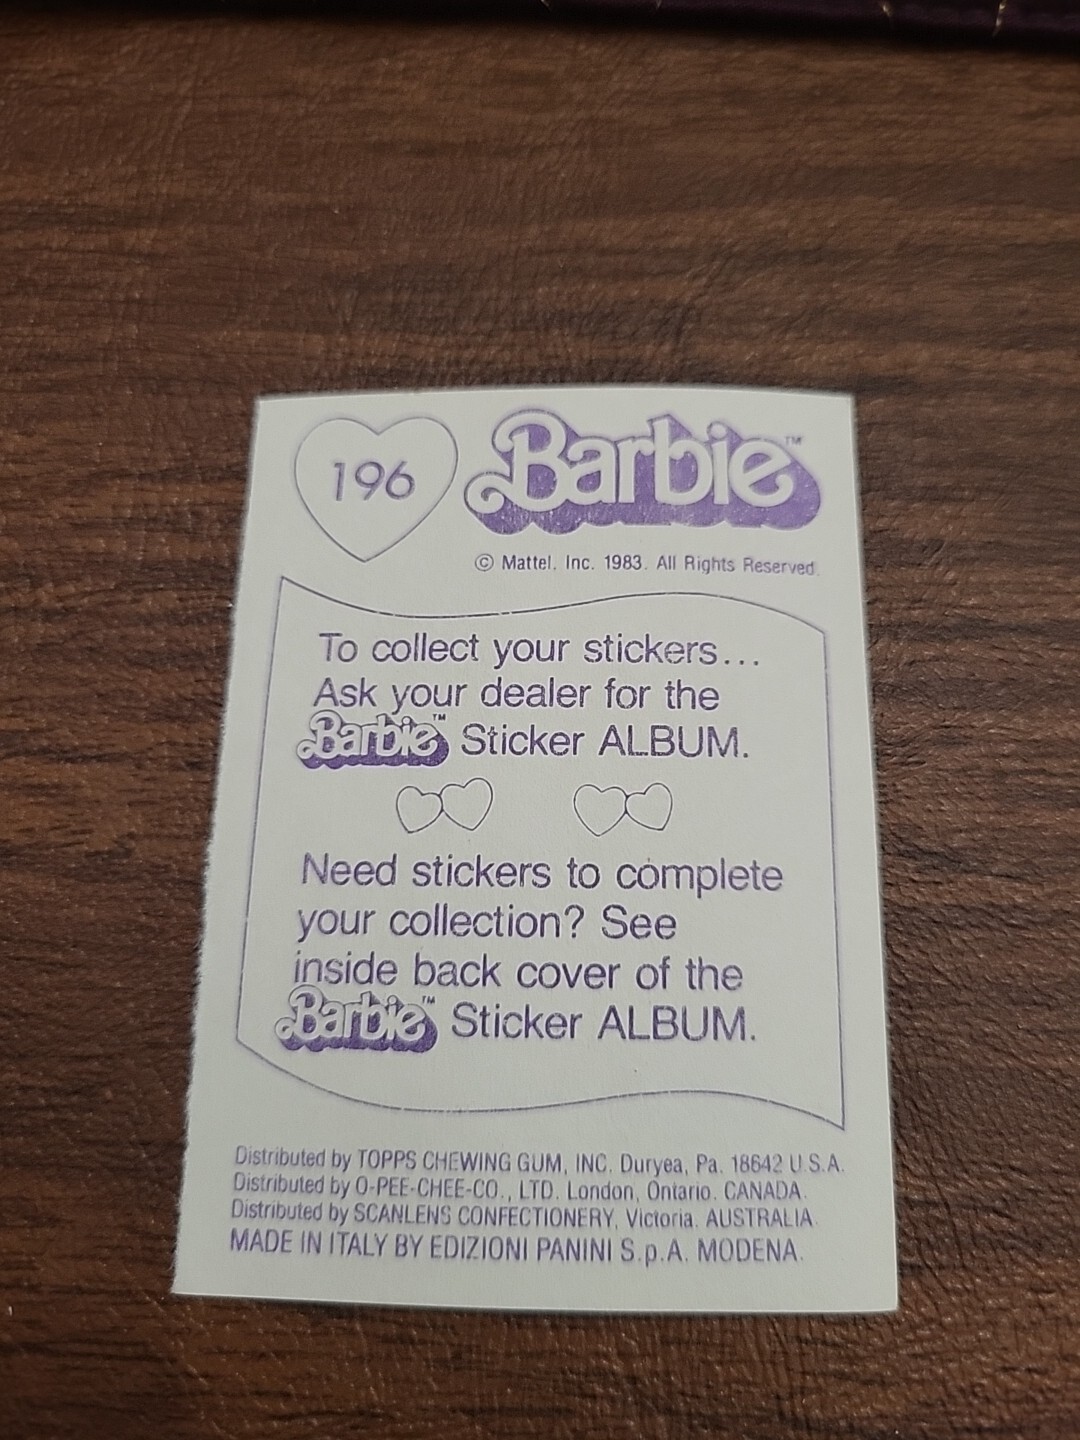 196
Barbie™
© Mattel, Inc. 1983. All Rights Reserved.
To collect your stickers...
Ask your dealer for the
Barbie™ Sticker ALBUM.
Need stickers to complete
your collection? See
inside back cover of the
Barbie™ Sticker ALBUM.
Distributed by TOPPS CHEWING GUM, INC. Duryea, Pa. 18642 U.S.A.
Distributed by O-PEE-CHEE-CO., LTD. London, Ontario. CANADA.
Distributed by SCANLENS CONFECTIONERY, Victoria. AUSTRALIA.
MADE IN ITALY BY EDIZIONI PANINI S.p.A. MODENA.